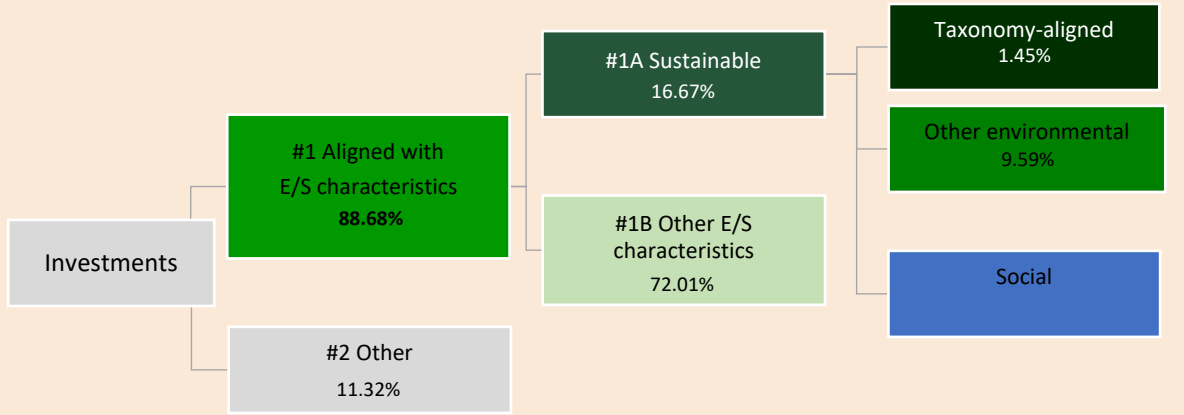 Investments
#1 Aligned with
E/S characteristics
88.68%
#2 Other
11.32%
#1A Sustainable
16.67%
#1B Other E/S
characteristics
72.01%
Taxonomy-aligned
1.45%
Other environmental
9.59%
Social